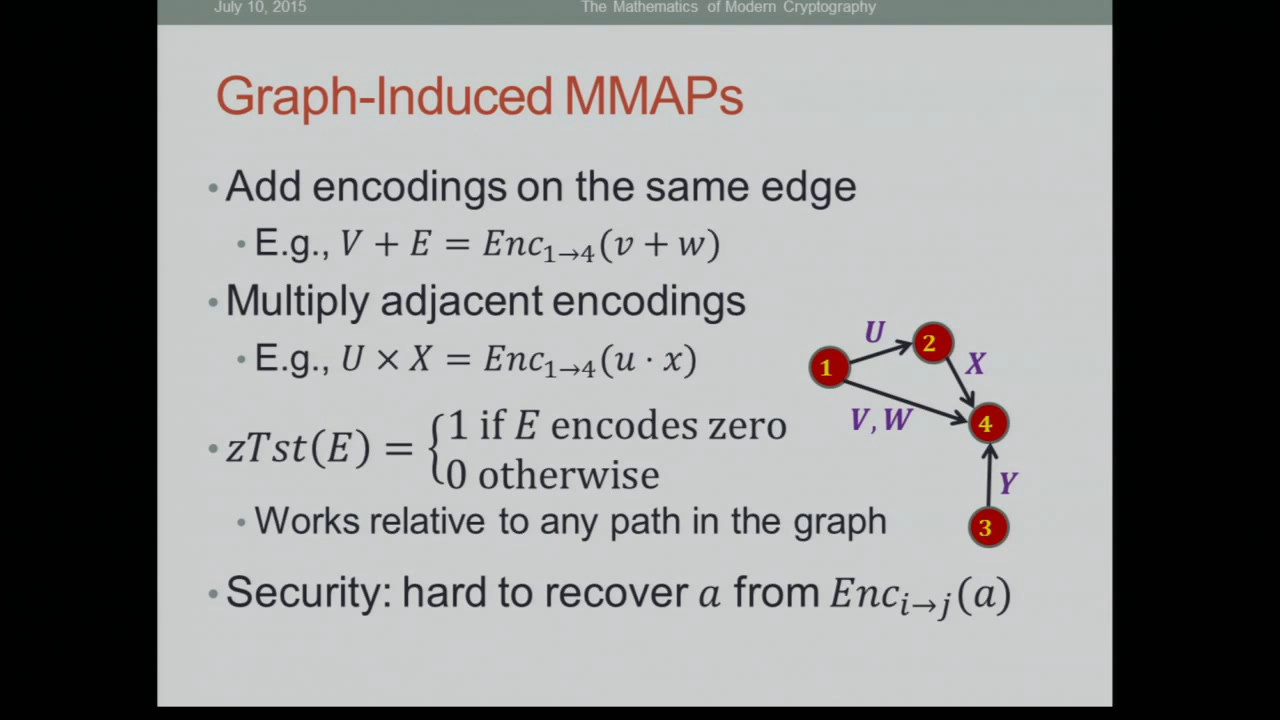 July 10, 2015
The Mathematics of Modern Cryptography
Graph-Induced MMAPs
• Add encodings on the same edge
• E.g., V + E = Enc₁→₄(v + w)
• Multiply adjacent encodings
• E.g., U × X = Enc₁→₄(u · x)
• zTst(E) = {1 if E encodes zero
0 otherwise
• Works relative to any path in the graph
• Security: hard to recover a from Encᵢ→ⱼ(a)
U
1
2
X
V, W
4
Y
3